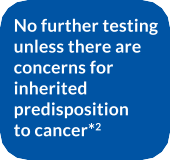 No further testing
unless there are
concerns for
inherited
predisposition
to cancer*²